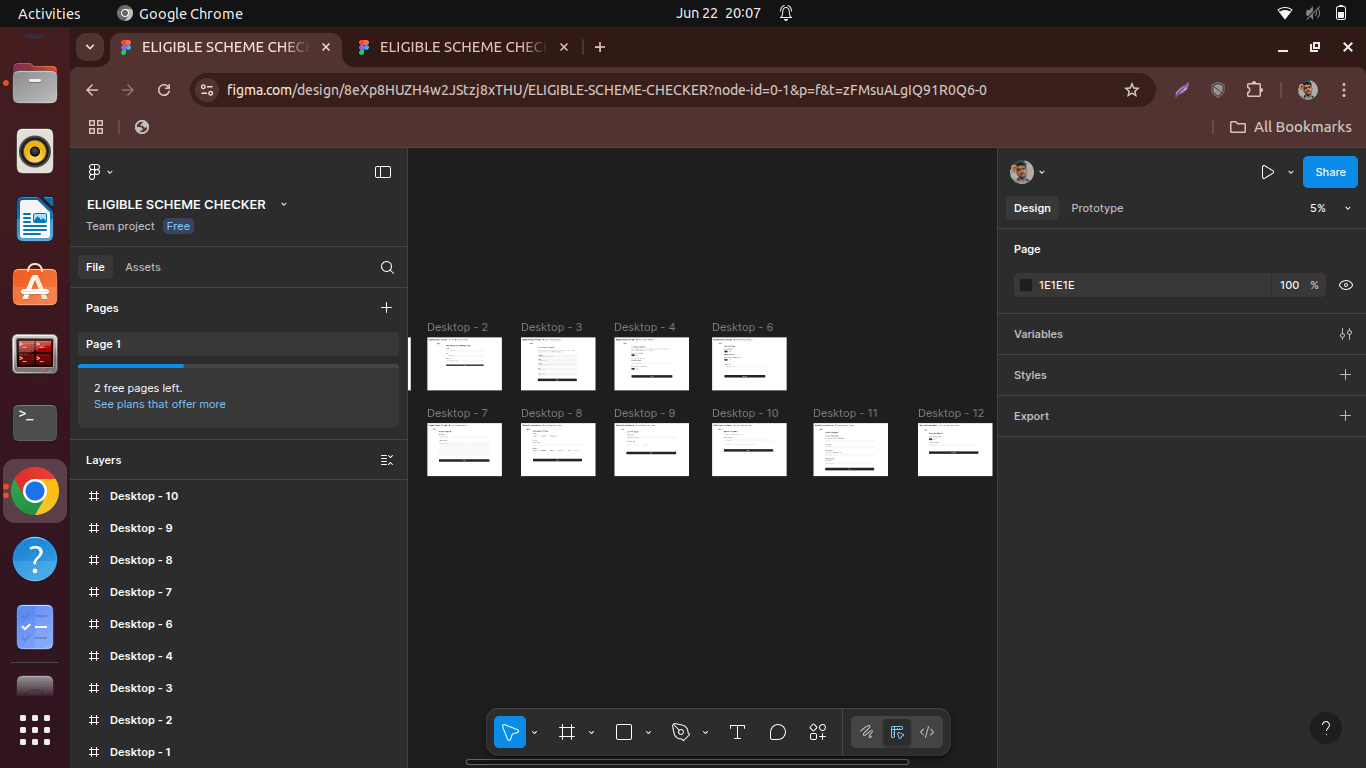 Activities
Google Chrome
Jun 22 20:07
ELIGIBLE SCHEME CHEC
ELIGIBLE SCHEME CHEC
figma.com/design/8eXp8HUZH4w2JStzj8xTHU/ELIGIBLE-SCHEME-CHECKER?node-id=0-1&p=f&t=zFMsuALgIQ91R0Q6-0
All Bookmarks
ELIGIBLE SCHEME CHECKER
Team project Free
File Assets
Pages
Page 1
2 free pages left.
See plans that offer more
Layers
Desktop - 10
Desktop - 9
Desktop - 8
Desktop - 7
Desktop - 6
Desktop - 4
Desktop - 3
Desktop - 2
Desktop - 1
Desktop - 2 Desktop - 3 Desktop - 4 Desktop - 6
Desktop - 7 Desktop - 8 Desktop - 9 Desktop - 10 Desktop - 11 Desktop - 12
Share
Design Prototype 5%
Page
1E1E1E 100 %
Variables
Styles
Export